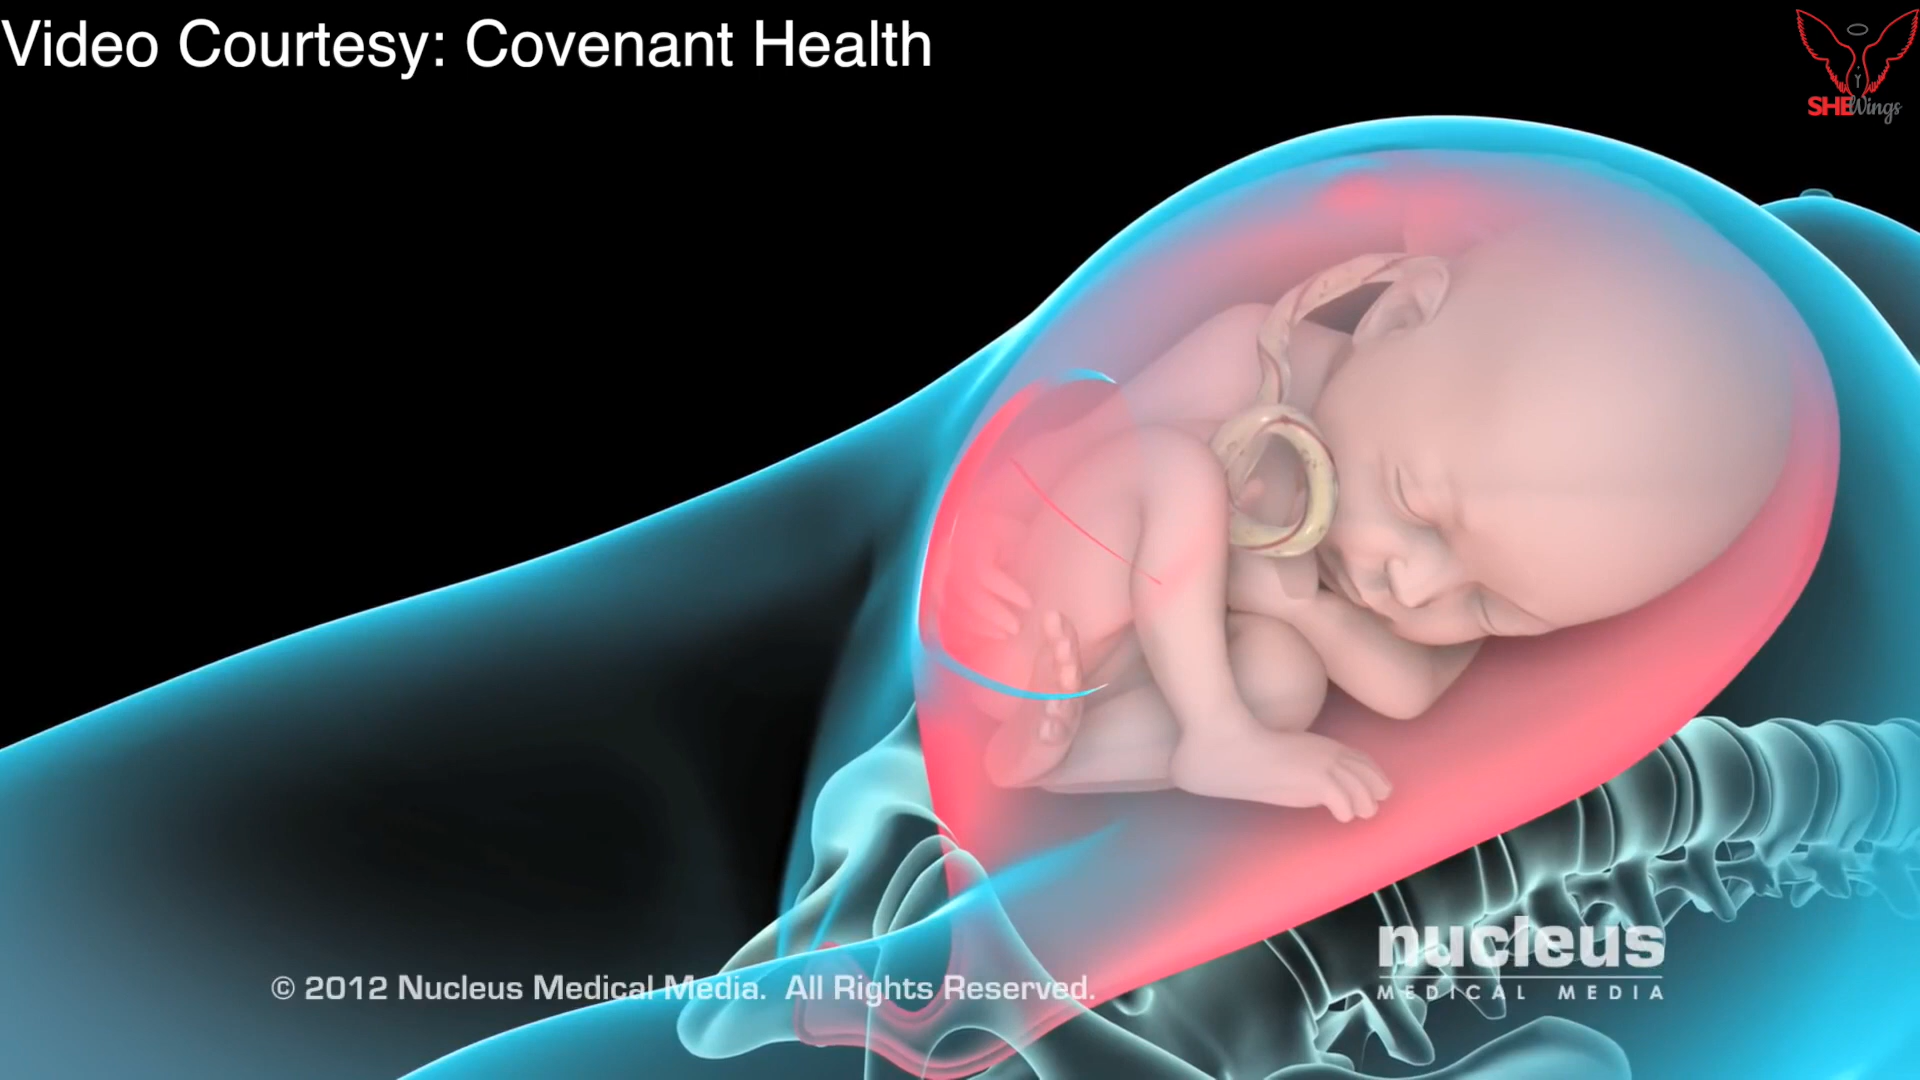 Video Courtesy: Covenant Health
SHEWings
nucleus
MEDICAL MEDIA
© 2012 Nucleus Medical Media. All Rights Reserved.